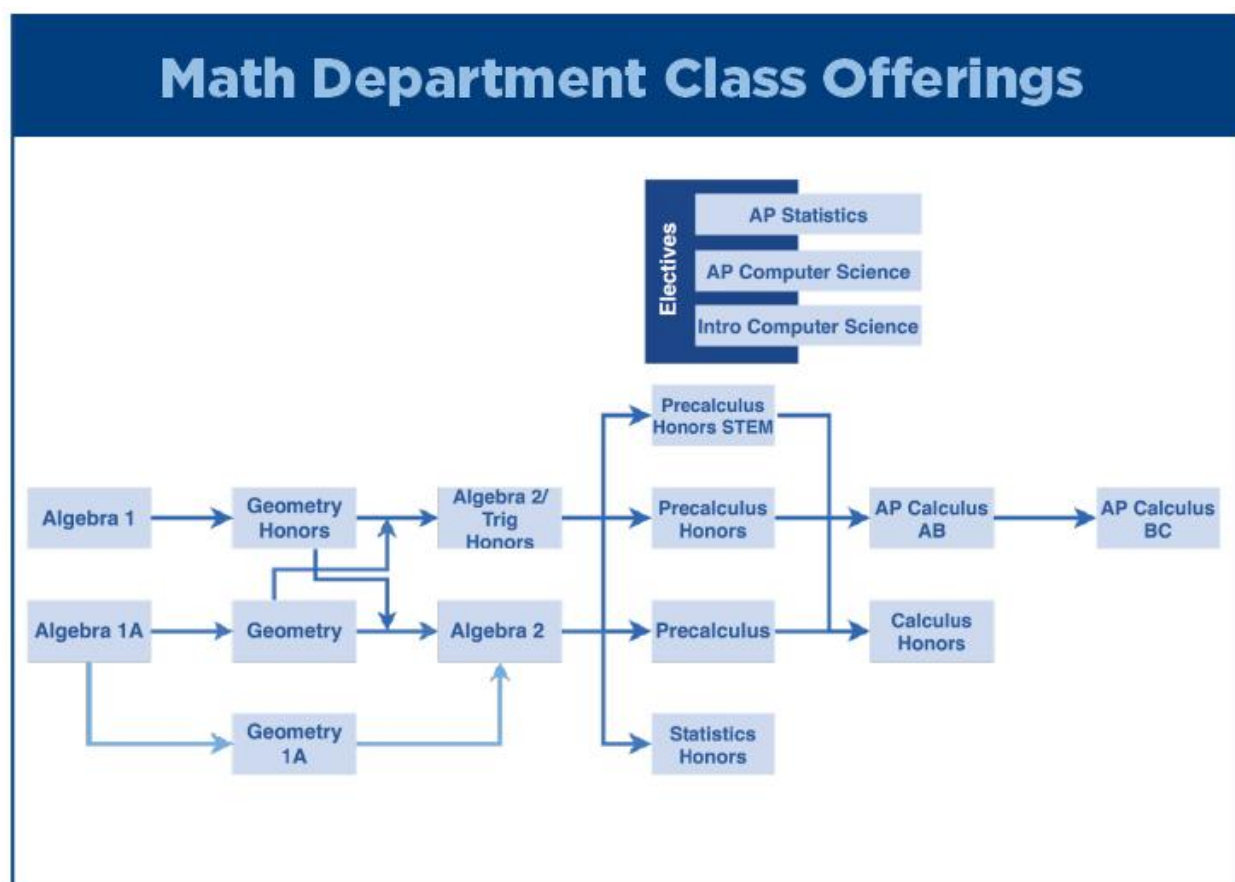 Math Department Class Offerings
Electives
AP Statistics
AP Computer Science
Intro Computer Science
Precalculus
Honors STEM
Algebra 1
Geometry
Honors
Algebra 2/
Trig
Honors
Precalculus
Honors
AP Calculus
AB
AP Calculus
BC
Algebra 1A
Geometry
Algebra 2
Precalculus
Calculus
Honors
Geometry
1A
Statistics
Honors